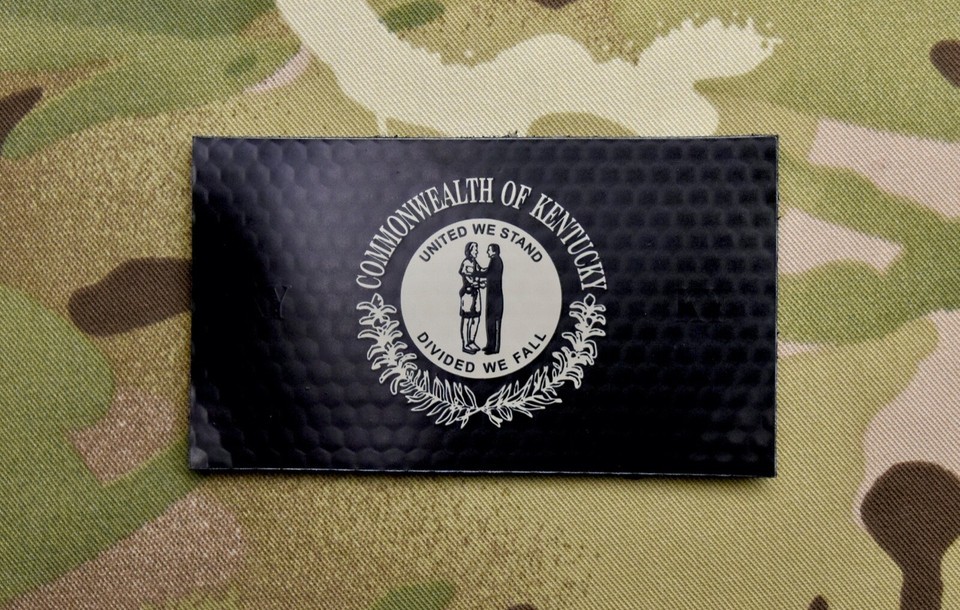 COMMONWEALTH OF KENTUCKY
UNITED WE STAND
DIVIDED WE FALL